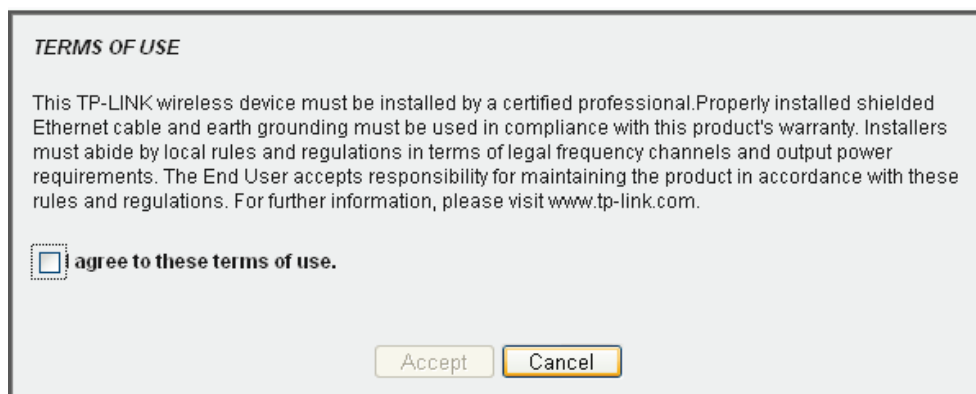 TERMS OF USE
This TP-LINK wireless device must be installed by a certified professional.Properly installed shielded
Ethernet cable and earth grounding must be used in compliance with this product's warranty. Installers
must abide by local rules and regulations in terms of legal frequency channels and output power
requirements. The End User accepts responsibility for maintaining the product in accordance with these
rules and regulations. For further information, please visit www.tp-link.com.
I agree to these terms of use.
Accept Cancel